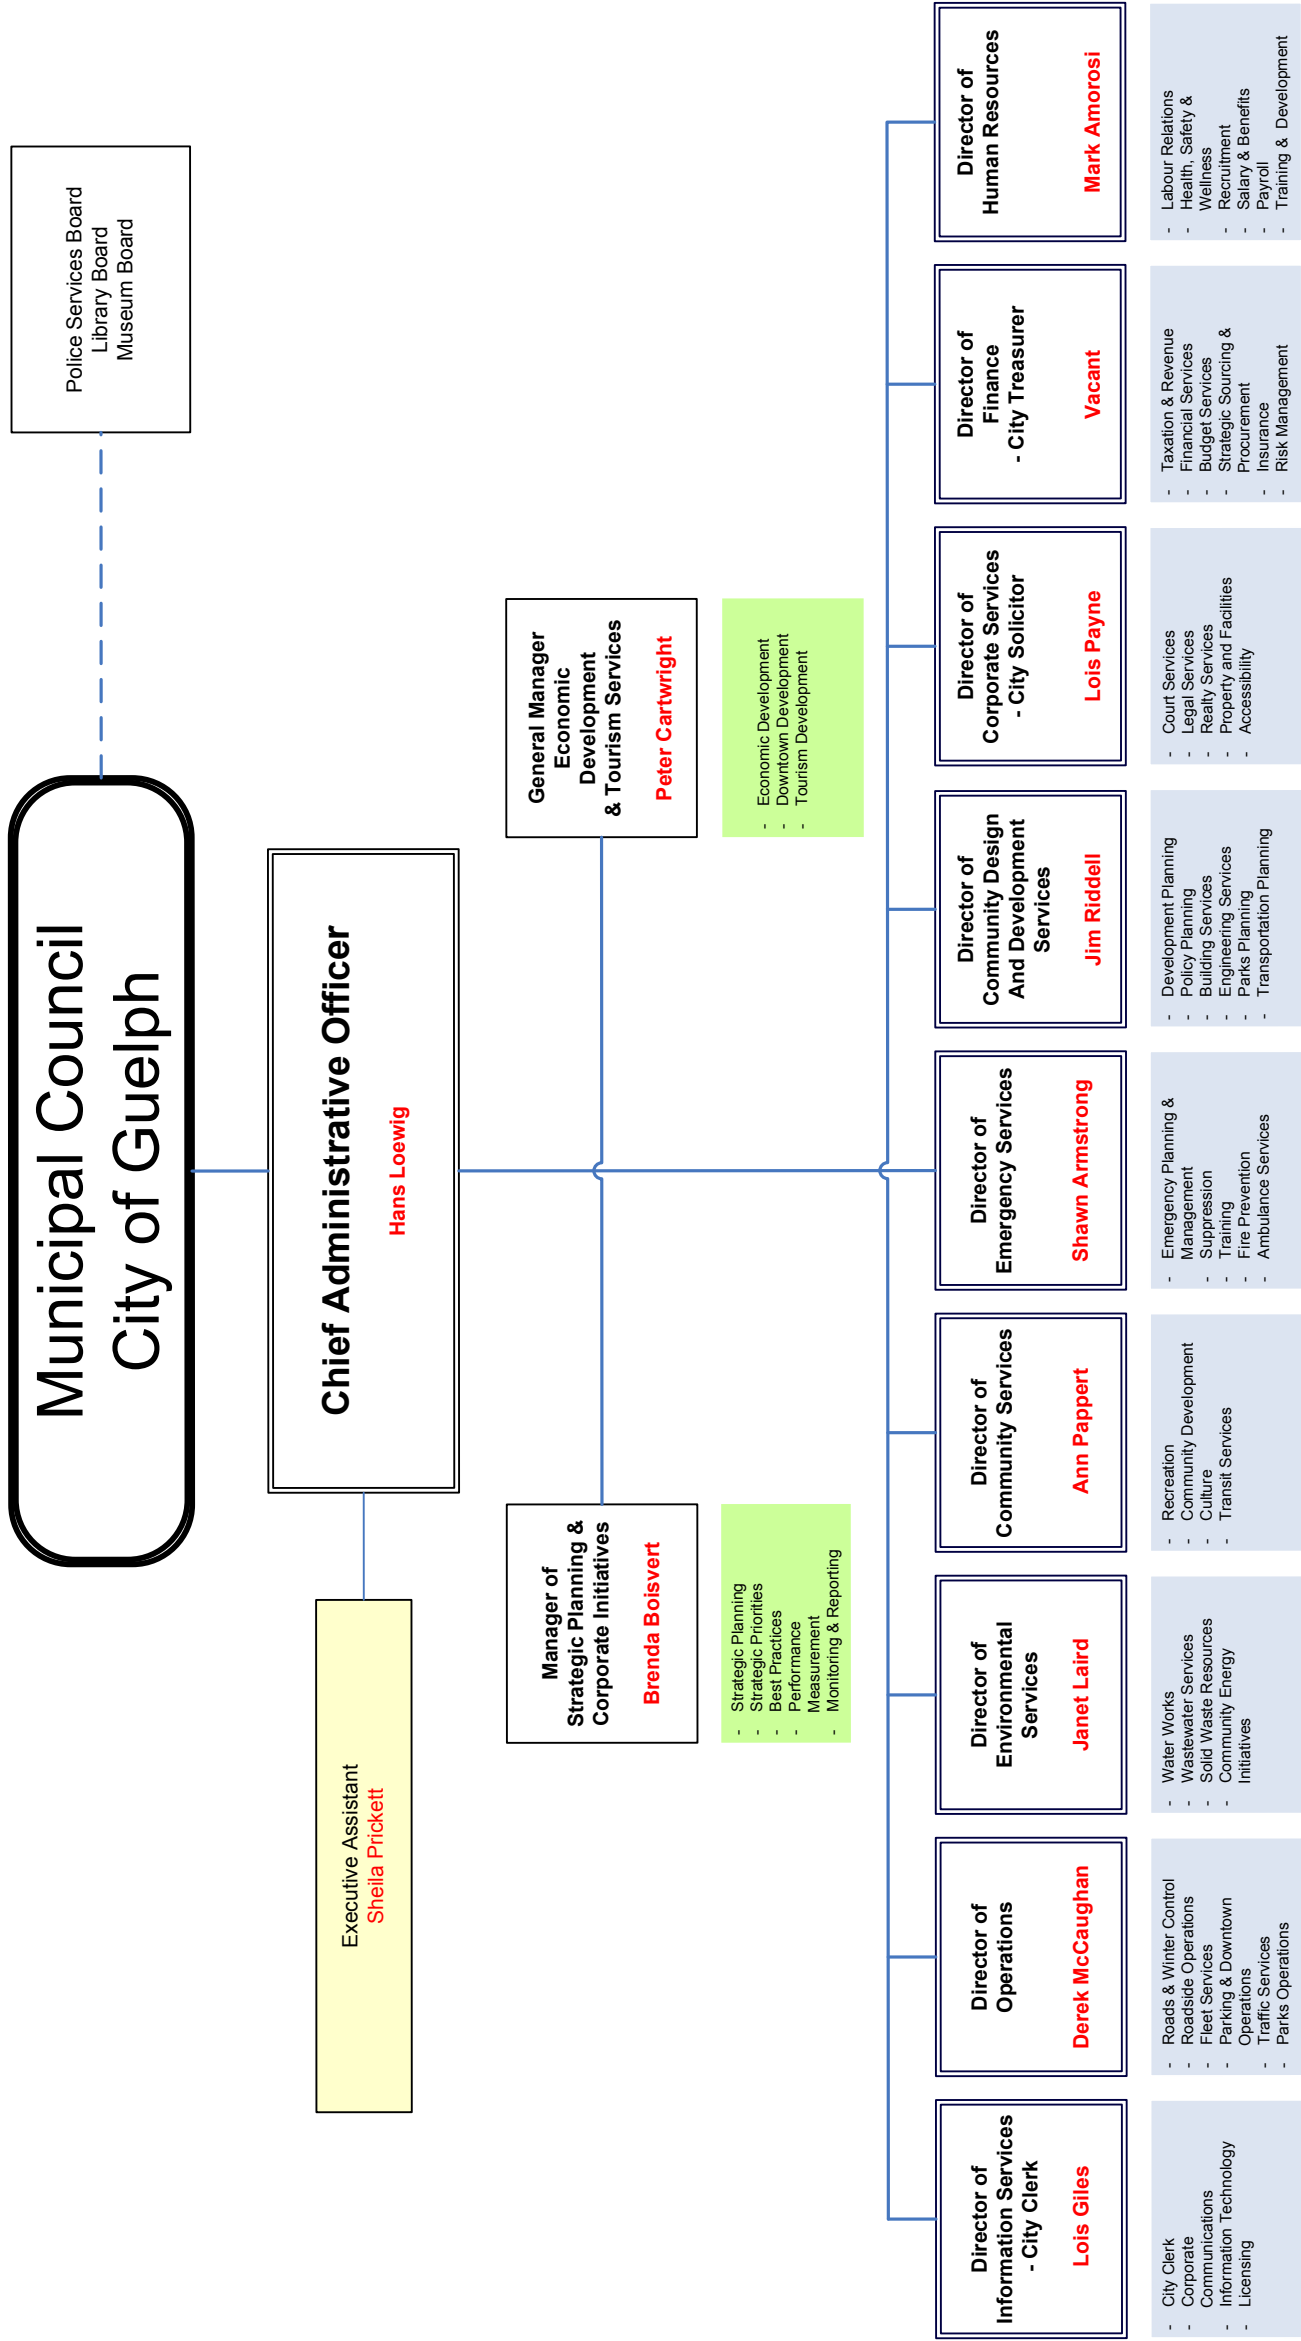 Municipal Council
City of Guelph
Police Services Board
Library Board
Museum Board
Chief Administrative Officer
Hans Loewig
Executive Assistant
Sheila Prickett
Manager of
Strategic Planning &
Corporate Initiatives
Brenda Boisvert
- Strategic Planning
- Strategic Priorities
- Best Practices
- Performance
Measurement
- Monitoring & Reporting
General Manager
Economic
Development
& Tourism Services
Peter Cartwright
- Economic Development
- Downtown Development
- Tourism Development
Director of
Information Services
- City Clerk
Lois Giles
- City Clerk
- Corporate
Communications
- Information Technology
- Licensing
Director of
Operations
Derek McCaughan
- Roads & Winter Control
- Roadside Operations
- Fleet Services
- Parking & Downtown
Operations
- Traffic Services
- Parks Operations
Director of
Environmental
Services
Janet Laird
- Water Works
- Wastewater Services
- Solid Waste Resources
- Community Energy
Initiatives
Director of
Community Services
Ann Pappert
- Recreation
- Community Development
- Culture
- Transit Services
Director of
Emergency Services
Shawn Armstrong
- Emergency Planning &
Management
- Suppression
- Training
- Fire Prevention
- Ambulance Services
Director of
Community Design
And Development
Services
Jim Riddell
- Development Planning
- Policy Planning
- Building Services
- Engineering Services
- Parks Planning
- Transportation Planning
Director of
Corporate Services
- City Solicitor
Lois Payne
- Court Services
- Legal Services
- Realty Services
- Property and Facilities
- Accessibility
Director of
Finance
- City Treasurer
Vacant
- Taxation & Revenue
- Financial Services
- Budget Services
- Strategic Sourcing &
Procurement
- Insurance
- Risk Management
Director of
Human Resources
Mark Amorosi
- Labour Relations
- Health, Safety &
Wellness
- Recruitment
- Salary & Benefits
- Payroll
- Training & Development